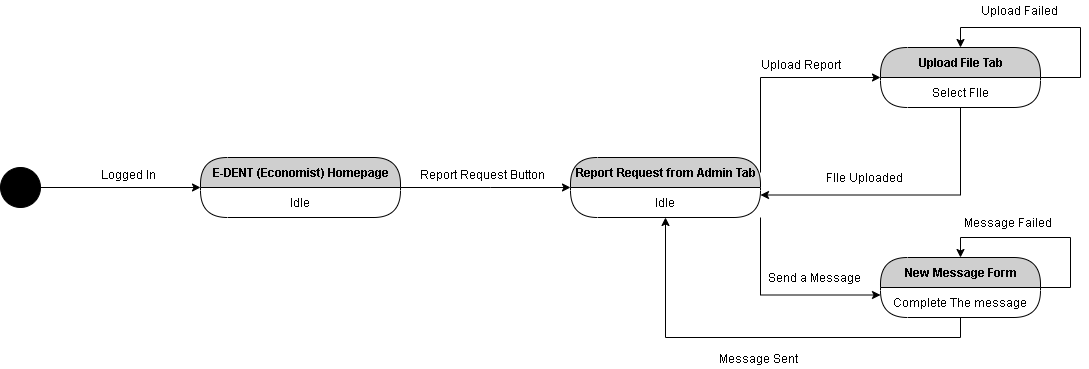 Upload Failed
Upload File Tab
Select FIle
Upload Report
Logged In
E-DENT (Economist) Homepage
Idle
Report Request Button
Report Request from Admin Tab
Idle
FIle Uploaded
Message Failed
New Message Form
Complete The message
Send a Message
Message Sent